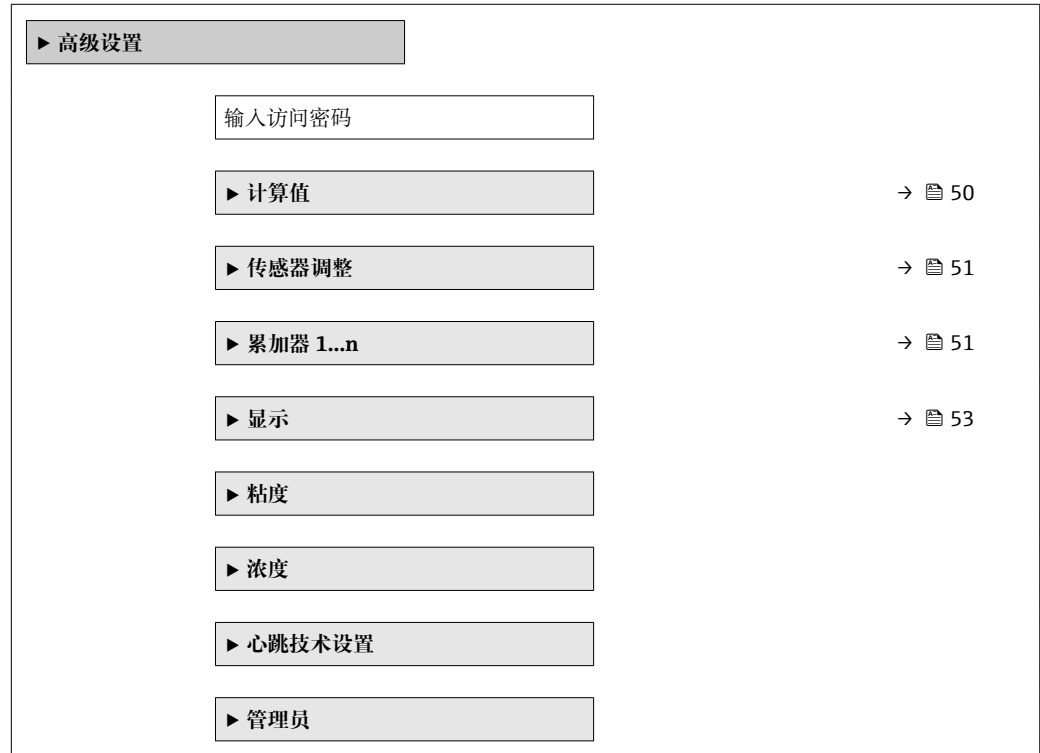 ▶ 高级设置
输入访问密码
▶ 计算值 → 🖹 50
▶ 传感器调整 → 🖹 51
▶ 累加器 1...n → 🖹 51
▶ 显示 → 🖹 53
▶ 粘度
▶ 浓度
▶ 心跳技术设置
▶ 管理员